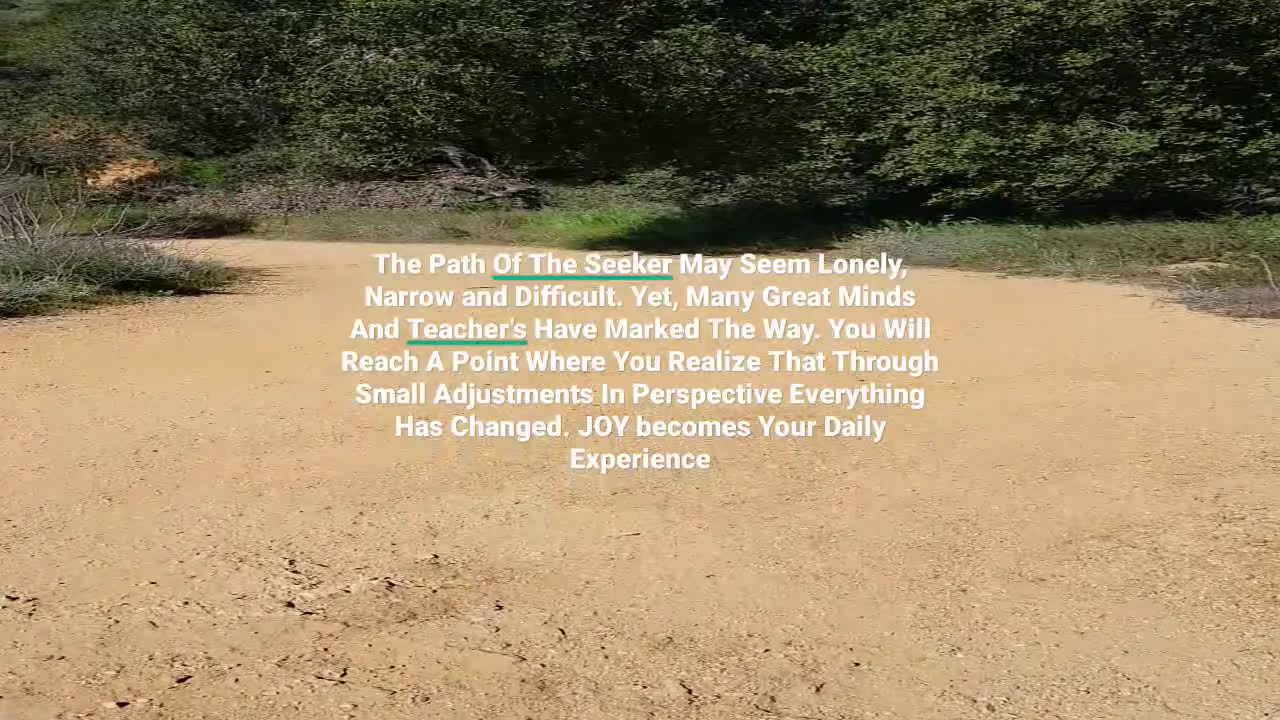 The Path Of The Seeker May Seem Lonely,
Narrow and Difficult. Yet, Many Great Minds
And Teacher's Have Marked The Way. You Will
Reach A Point Where You Realize That Through
Small Adjustments In Perspective Everything
Has Changed. JOY becomes Your Daily
Experience